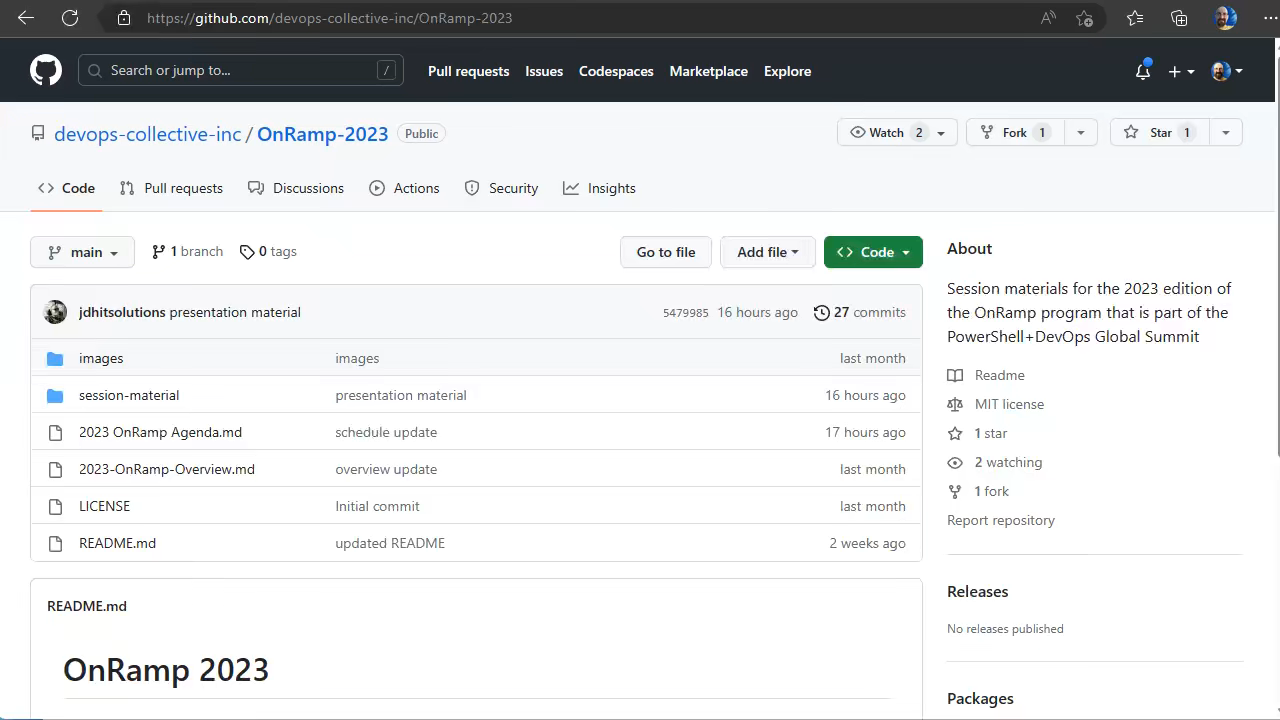 https://github.com/devops-collective-inc/OnRamp-2023
Search or jump to... /
Pull requests Issues Codespaces Marketplace Explore
devops-collective-inc / OnRamp-2023 Public
Watch 2 Fork 1 Star 1
Code Pull requests Discussions Actions Security Insights
main 1 branch 0 tags Go to file Add file Code
jdhitsolutions presentation material 5479985 16 hours ago 27 commits
images images last month
session-material presentation material 16 hours ago
2023 OnRamp Agenda.md schedule update 17 hours ago
2023-OnRamp-Overview.md overview update last month
LICENSE Initial commit last month
README.md updated README 2 weeks ago
README.md
OnRamp 2023
About
Session materials for the 2023 edition of
the OnRamp program that is part of the
PowerShell+DevOps Global Summit
Readme
MIT license
1 star
2 watching
1 fork
Report repository
Releases
No releases published
Packages